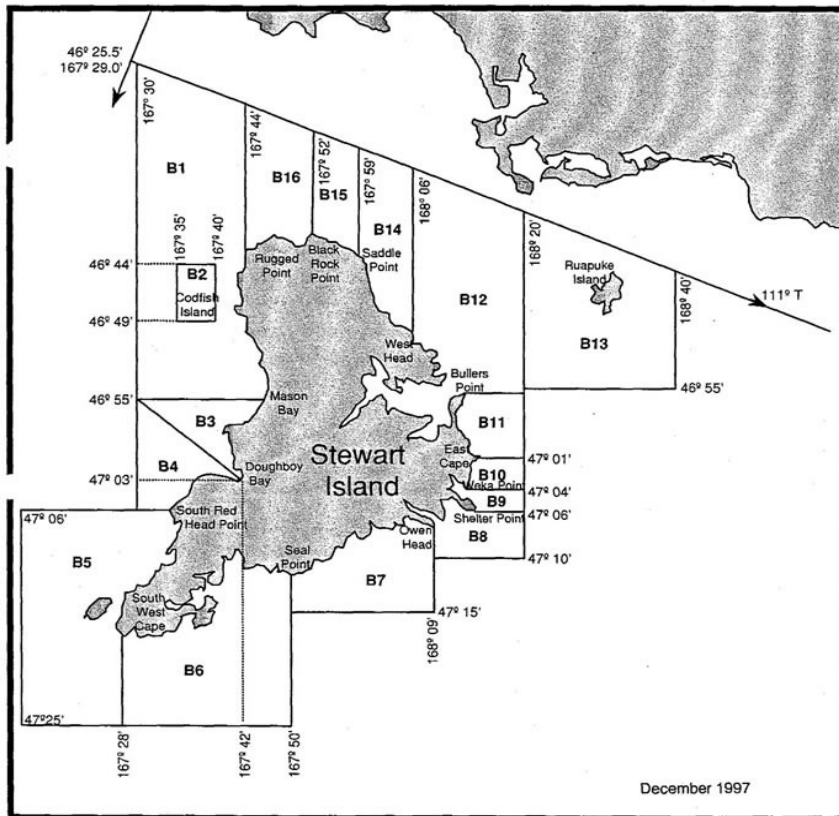 46º 25.5'
167º 29.0'
167º 30'
167º 44'
167º 52'
167º 59'
168º 06'
168º 20'
168º 40'
111º T
B1
B16
B15
B14
B12
B13
167º 35'
167º 40'
46º 44'
B2
Codfish
Island
46º 49'
Rugged
Point
Black
Rock
Point
Saddle
Point
Ruapuke
Island
West
Head
Bullers
Point
46º 55'
46º 55'
Mason
Bay
B3
B11
B4
47º 03'
Doughboy
Bay
Stewart
Island
East
Cape
47º 01'
B10
Weka Point
47º 04'
B9
47º 06'
Shelter Point
B8
47º 10'
47º 06'
South Red
Head Point
Owen
Head
Seal
Point
B5
B7
47º 15'
168º 09'
South
West
Cape
B6
47º25'
167º 28'
167º 42'
167º 50'
December 1997